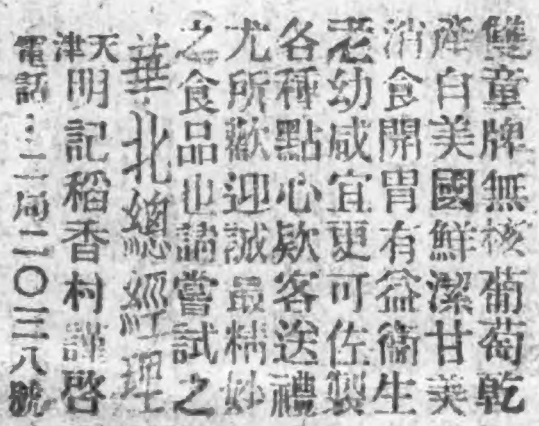 雙童牌無核葡萄乾
產自美國鮮潔甘美
消食開胃有益衞生
老幼咸宜更可佐製
各種點心欵客送禮
尤所歡迎誠最精妙
之食品也請嘗試之
華北總經理
天津明記稻香村謹啓
電話：二局二〇三八號